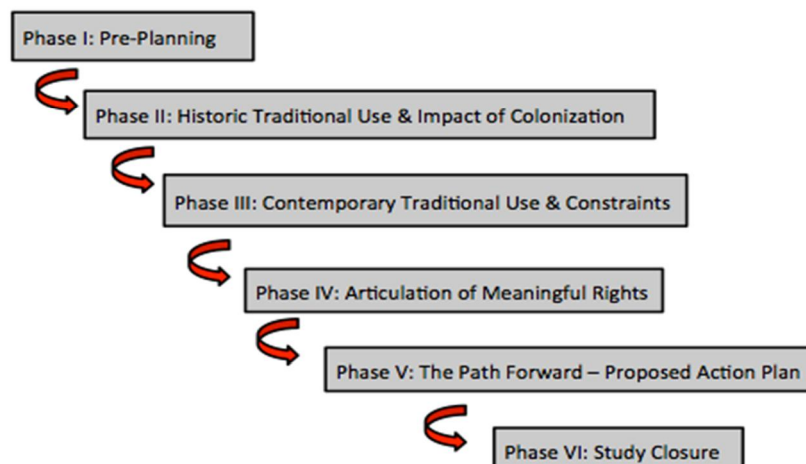 Phase I: Pre-Planning
Phase II: Historic Traditional Use & Impact of Colonization
Phase III: Contemporary Traditional Use & Constraints
Phase IV: Articulation of Meaningful Rights
Phase V: The Path Forward – Proposed Action Plan
Phase VI: Study Closure